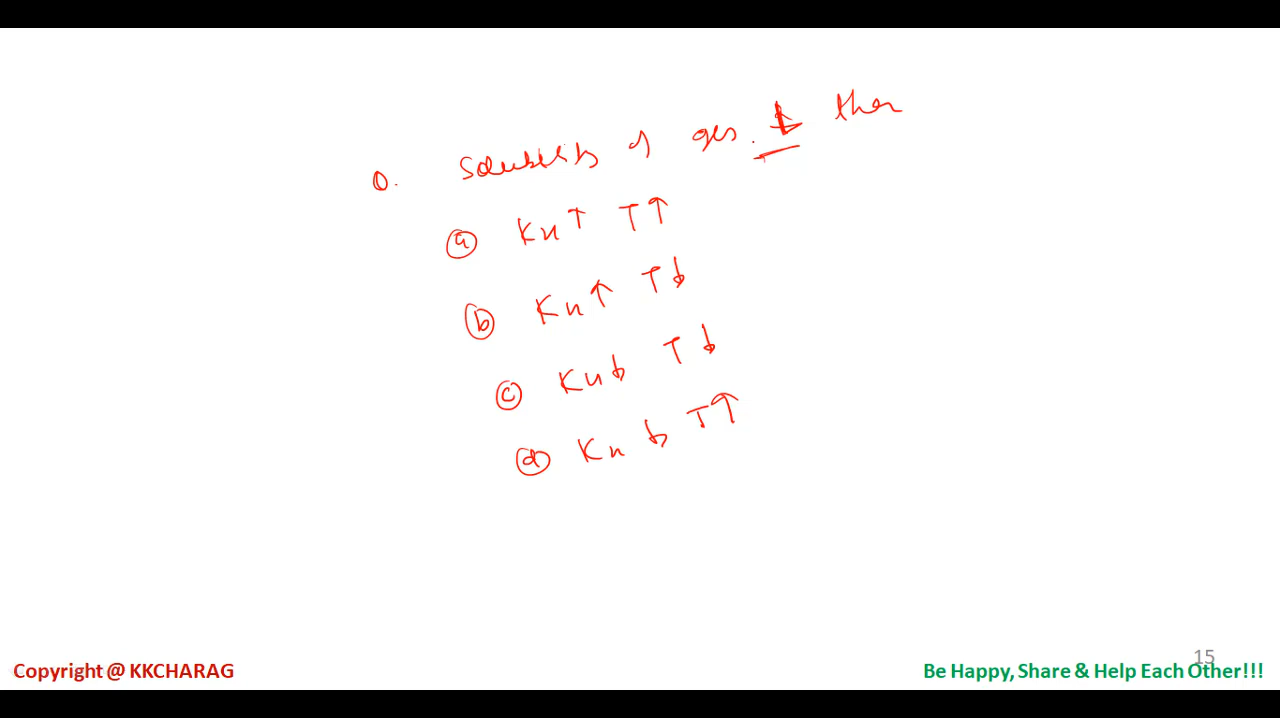 Q. Solubility of gas. ↓ then
(a) KH ↑ T ↑
(b) KH ↑ T ↓
(c) KH ↓ T ↓
(d) KH ↓ T ↑
15
Copyright @ KKCHARAG
Be Happy, Share & Help Each Other!!!